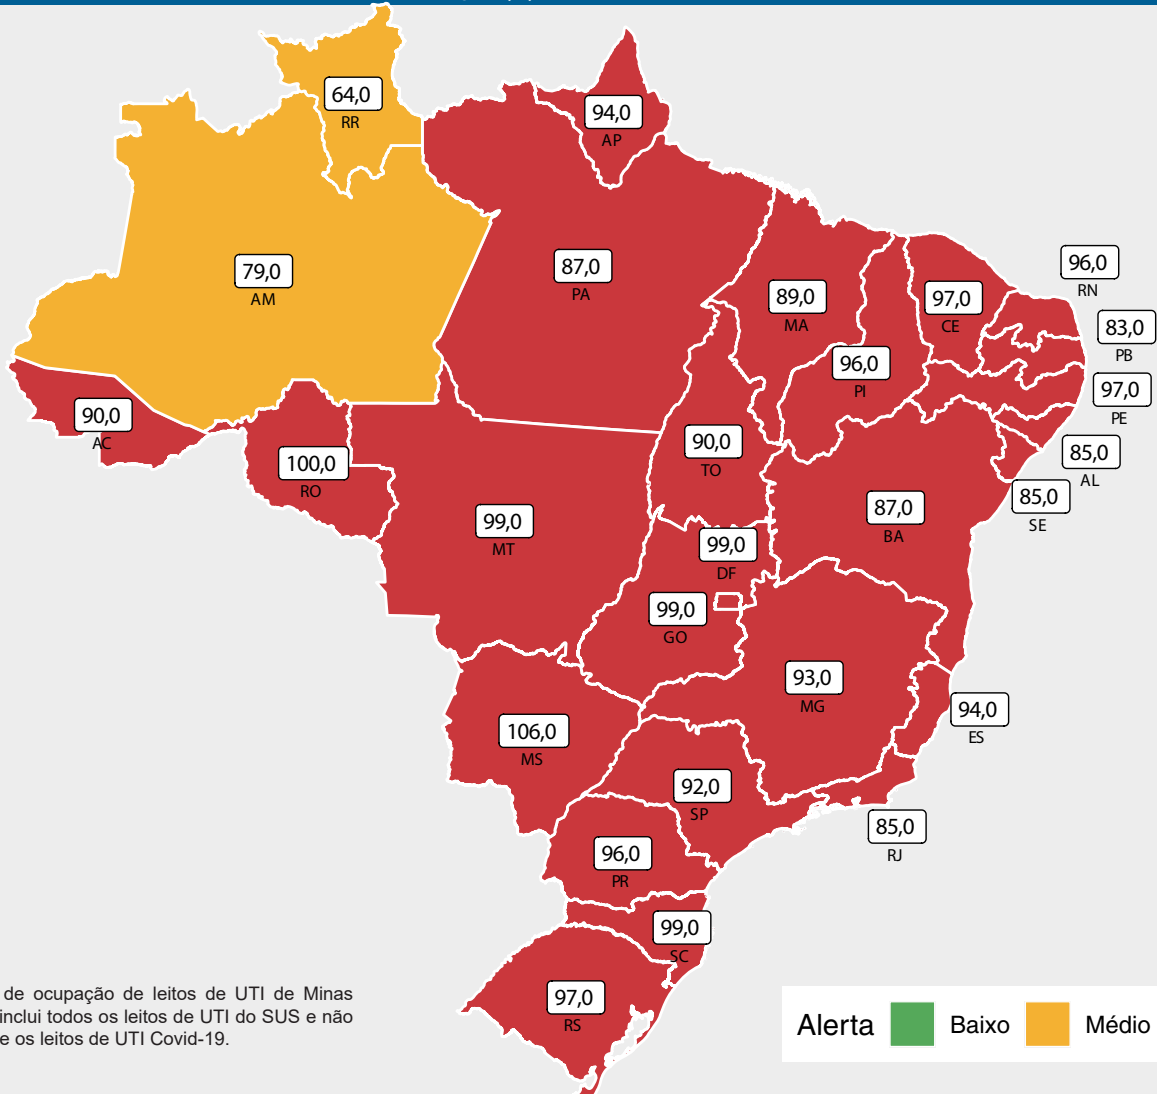 64,0
RR
94,0
AP
79,0
AM
87,0
PA
89,0
MA
97,0
CE
96,0
RN
83,0
PB
96,0
PI
97,0
PE
90,0
AC
100,0
RO
90,0
TO
85,0
AL
85,0
SE
99,0
MT
87,0
BA
99,0
DF
99,0
GO
93,0
MG
94,0
ES
106,0
MS
92,0
SP
85,0
RJ
96,0
PR
99,0
SC
97,0
RS
de ocupação de leitos de UTI de Minas
inclui todos os leitos de UTI do SUS e não
e os leitos de UTI Covid-19.
Alerta Baixo Médio